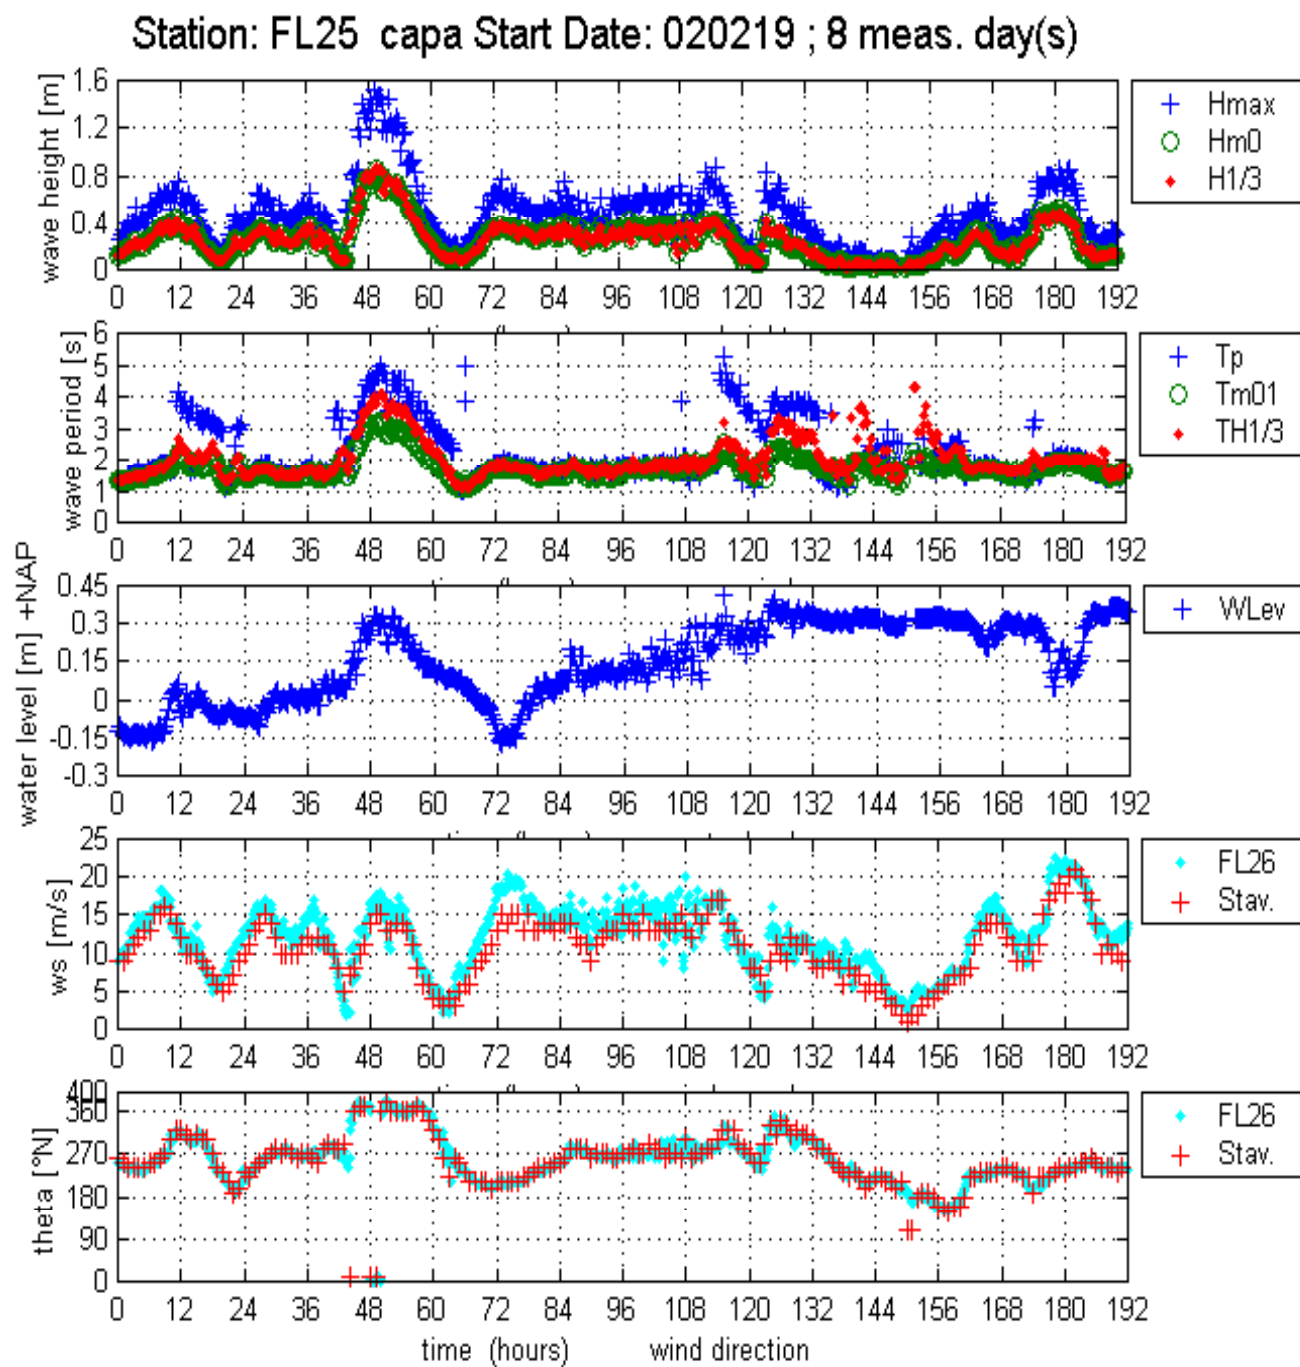 Station: FL25 capa Start Date: 020219 ; 8 meas. day(s)
wave height [m]
1.6
1.2
0.8
0.4
0
0 12 24 36 48 60 72 84 96 108 120 132 144 156 168 180 192
Hmax
Hm0
H1/3
wave period [s]
6
5
4
3
2
1
0
0 12 24 36 48 60 72 84 96 108 120 132 144 156 168 180 192
Tp
Tm01
TH1/3
water level [m] +NAP
0.45
0.3
0.15
0
-0.15
-0.3
0 12 24 36 48 60 72 84 96 108 120 132 144 156 168 180 192
WLev
ws [m/s]
25
20
15
10
5
0
0 12 24 36 48 60 72 84 96 108 120 132 144 156 168 180 192
FL26
Stav.
theta [°N]
400
360
270
180
90
0
0 12 24 36 48 60 72 84 96 108 120 132 144 156 168 180 192
FL26
Stav.
time (hours) wind direction